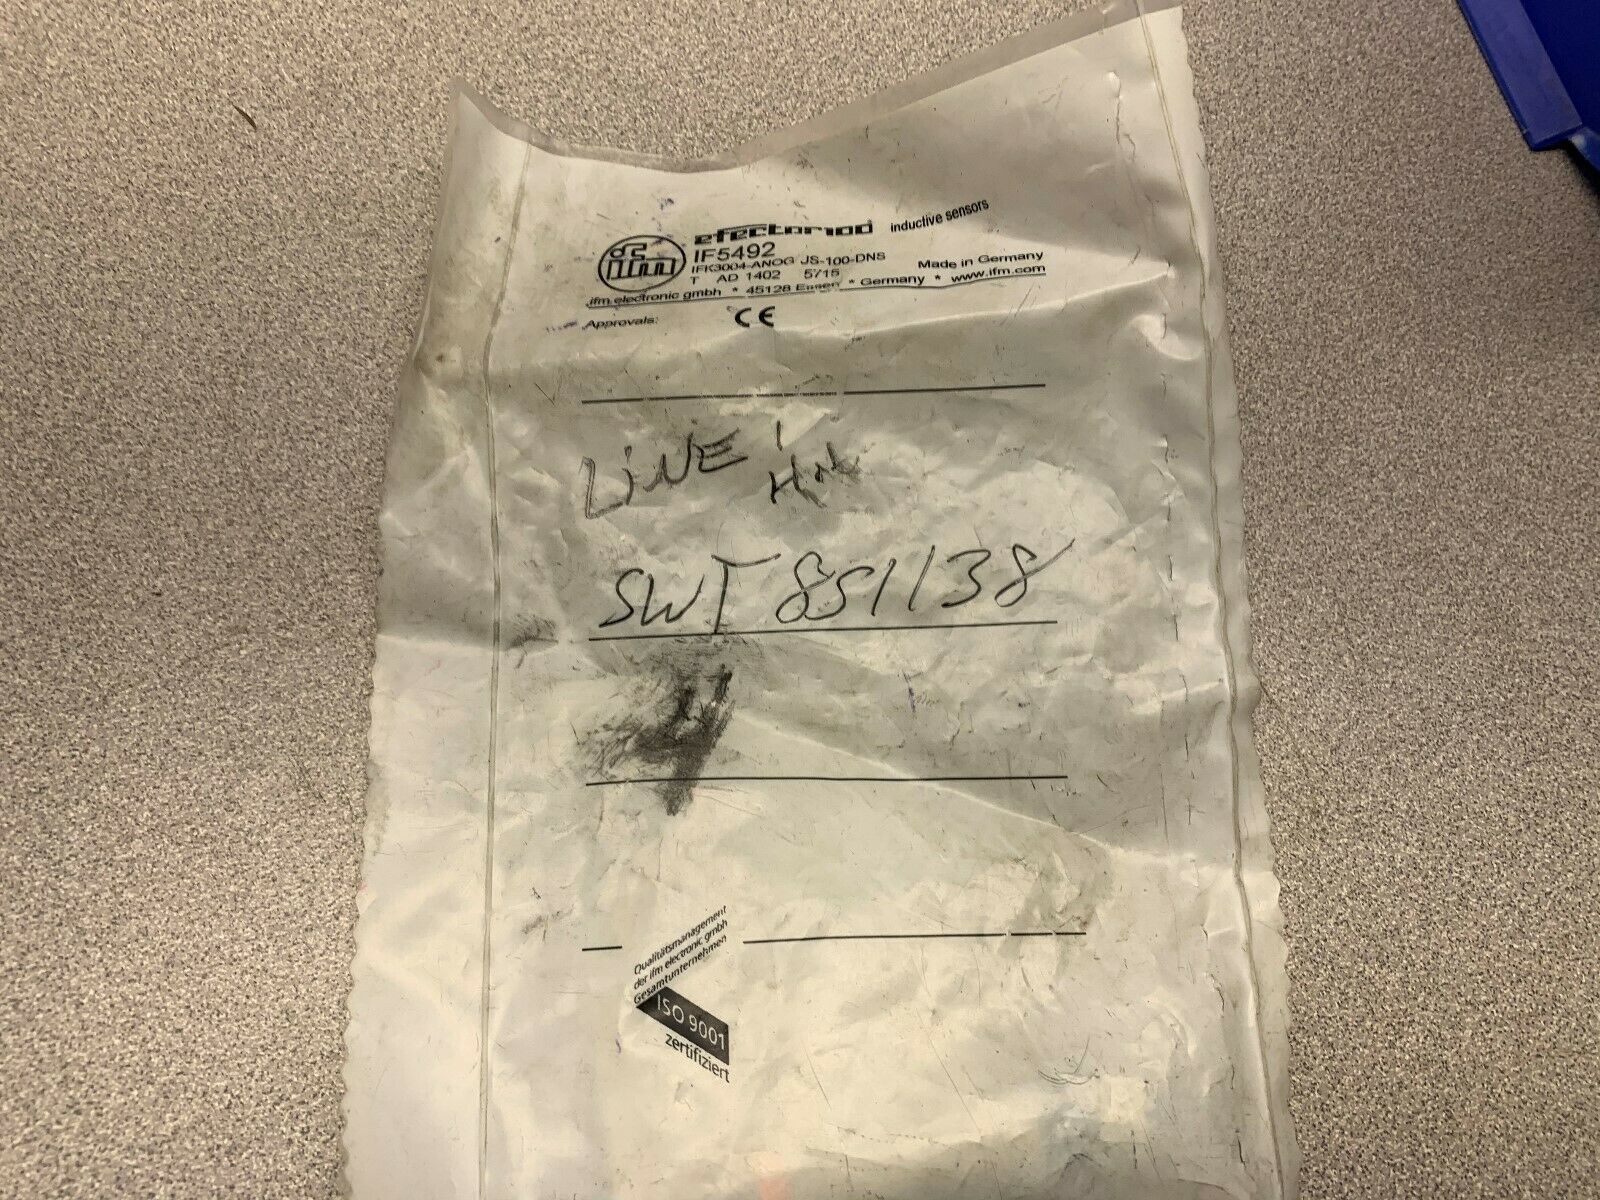 ifm efector100 inductive sensors
IF5492
IFK3004-ANOG JS-100-DNS Made in Germany
T AD 1402 5/15
ifm electronic gmbh * 45128 Essen * Germany * www.ifm.com
Approvals: CE
LiNE 1
SWT 851138
Qualitätsmanagement
der ifm electronic gmbh
Gesamtunternehmen
ISO 9001
zertifiziert